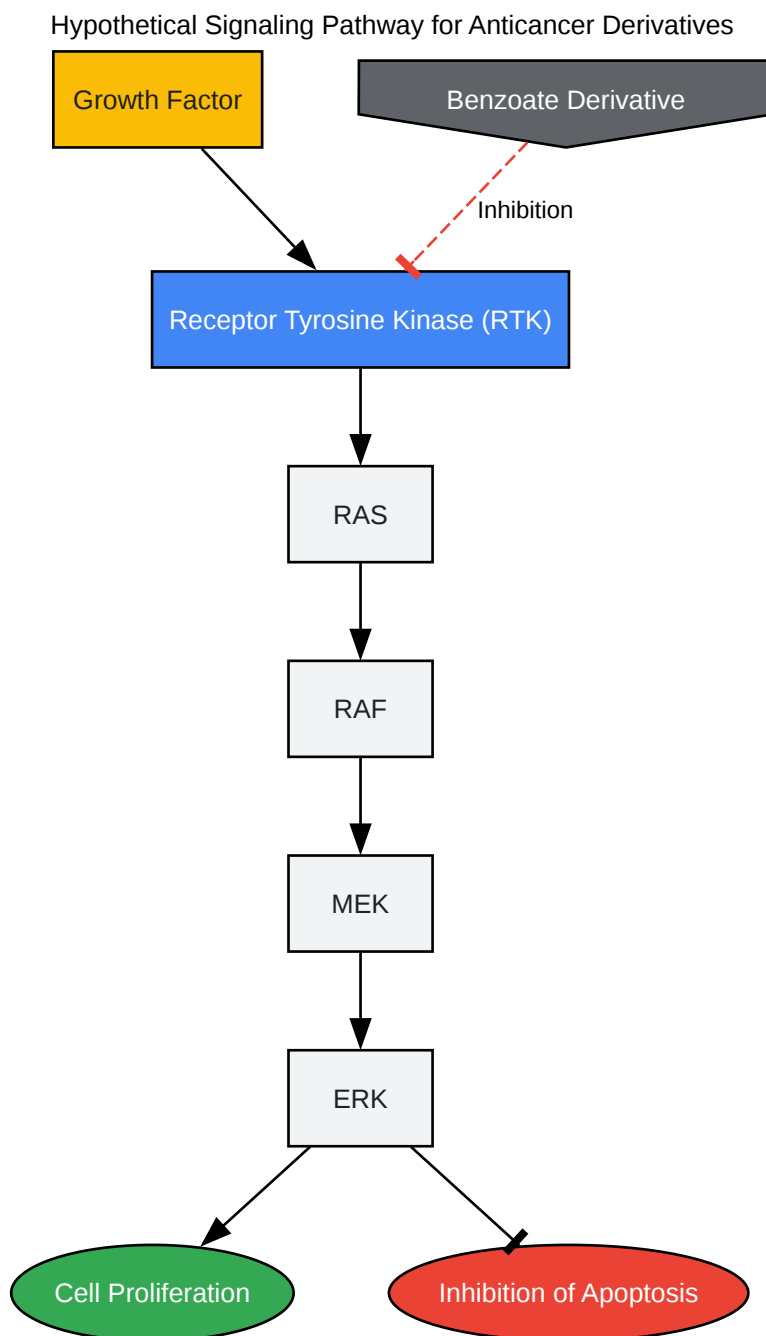 Hypothetical Signaling Pathway for Anticancer Derivatives
Growth Factor
Benzoate Derivative
Inhibition
Receptor Tyrosine Kinase (RTK)
RAS
RAF
MEK
ERK
Cell Proliferation
Inhibition of Apoptosis